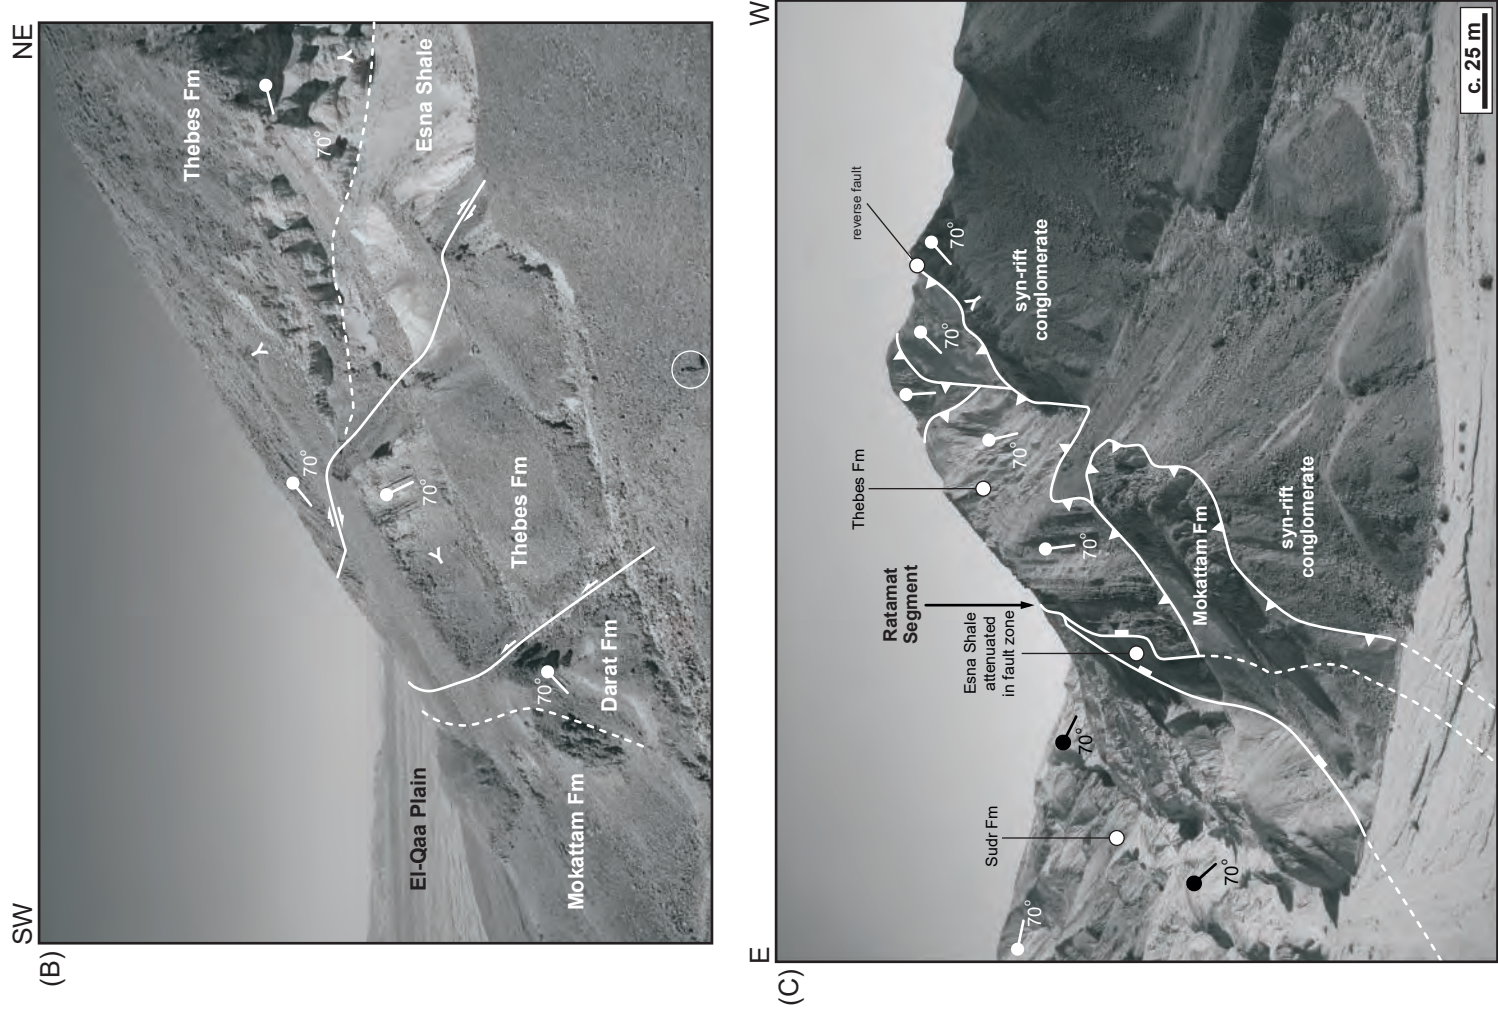 (B)
SW
NE
Thebes Fm
70°
70°
El-Qaa Plain
Esna Shale
70°
Thebes Fm
70°
Mokattam Fm
Darat Fm
(C)
E
W
Thebes Fm
reverse fault
Ratamat
Segment
70°
70°
Esna Shale
attenuated
in fault zone
Sudr Fm
70°
70°
syn-rift
conglomerate
70°
70°
Mokattam Fm
70°
syn-rift
conglomerate
c. 25 m